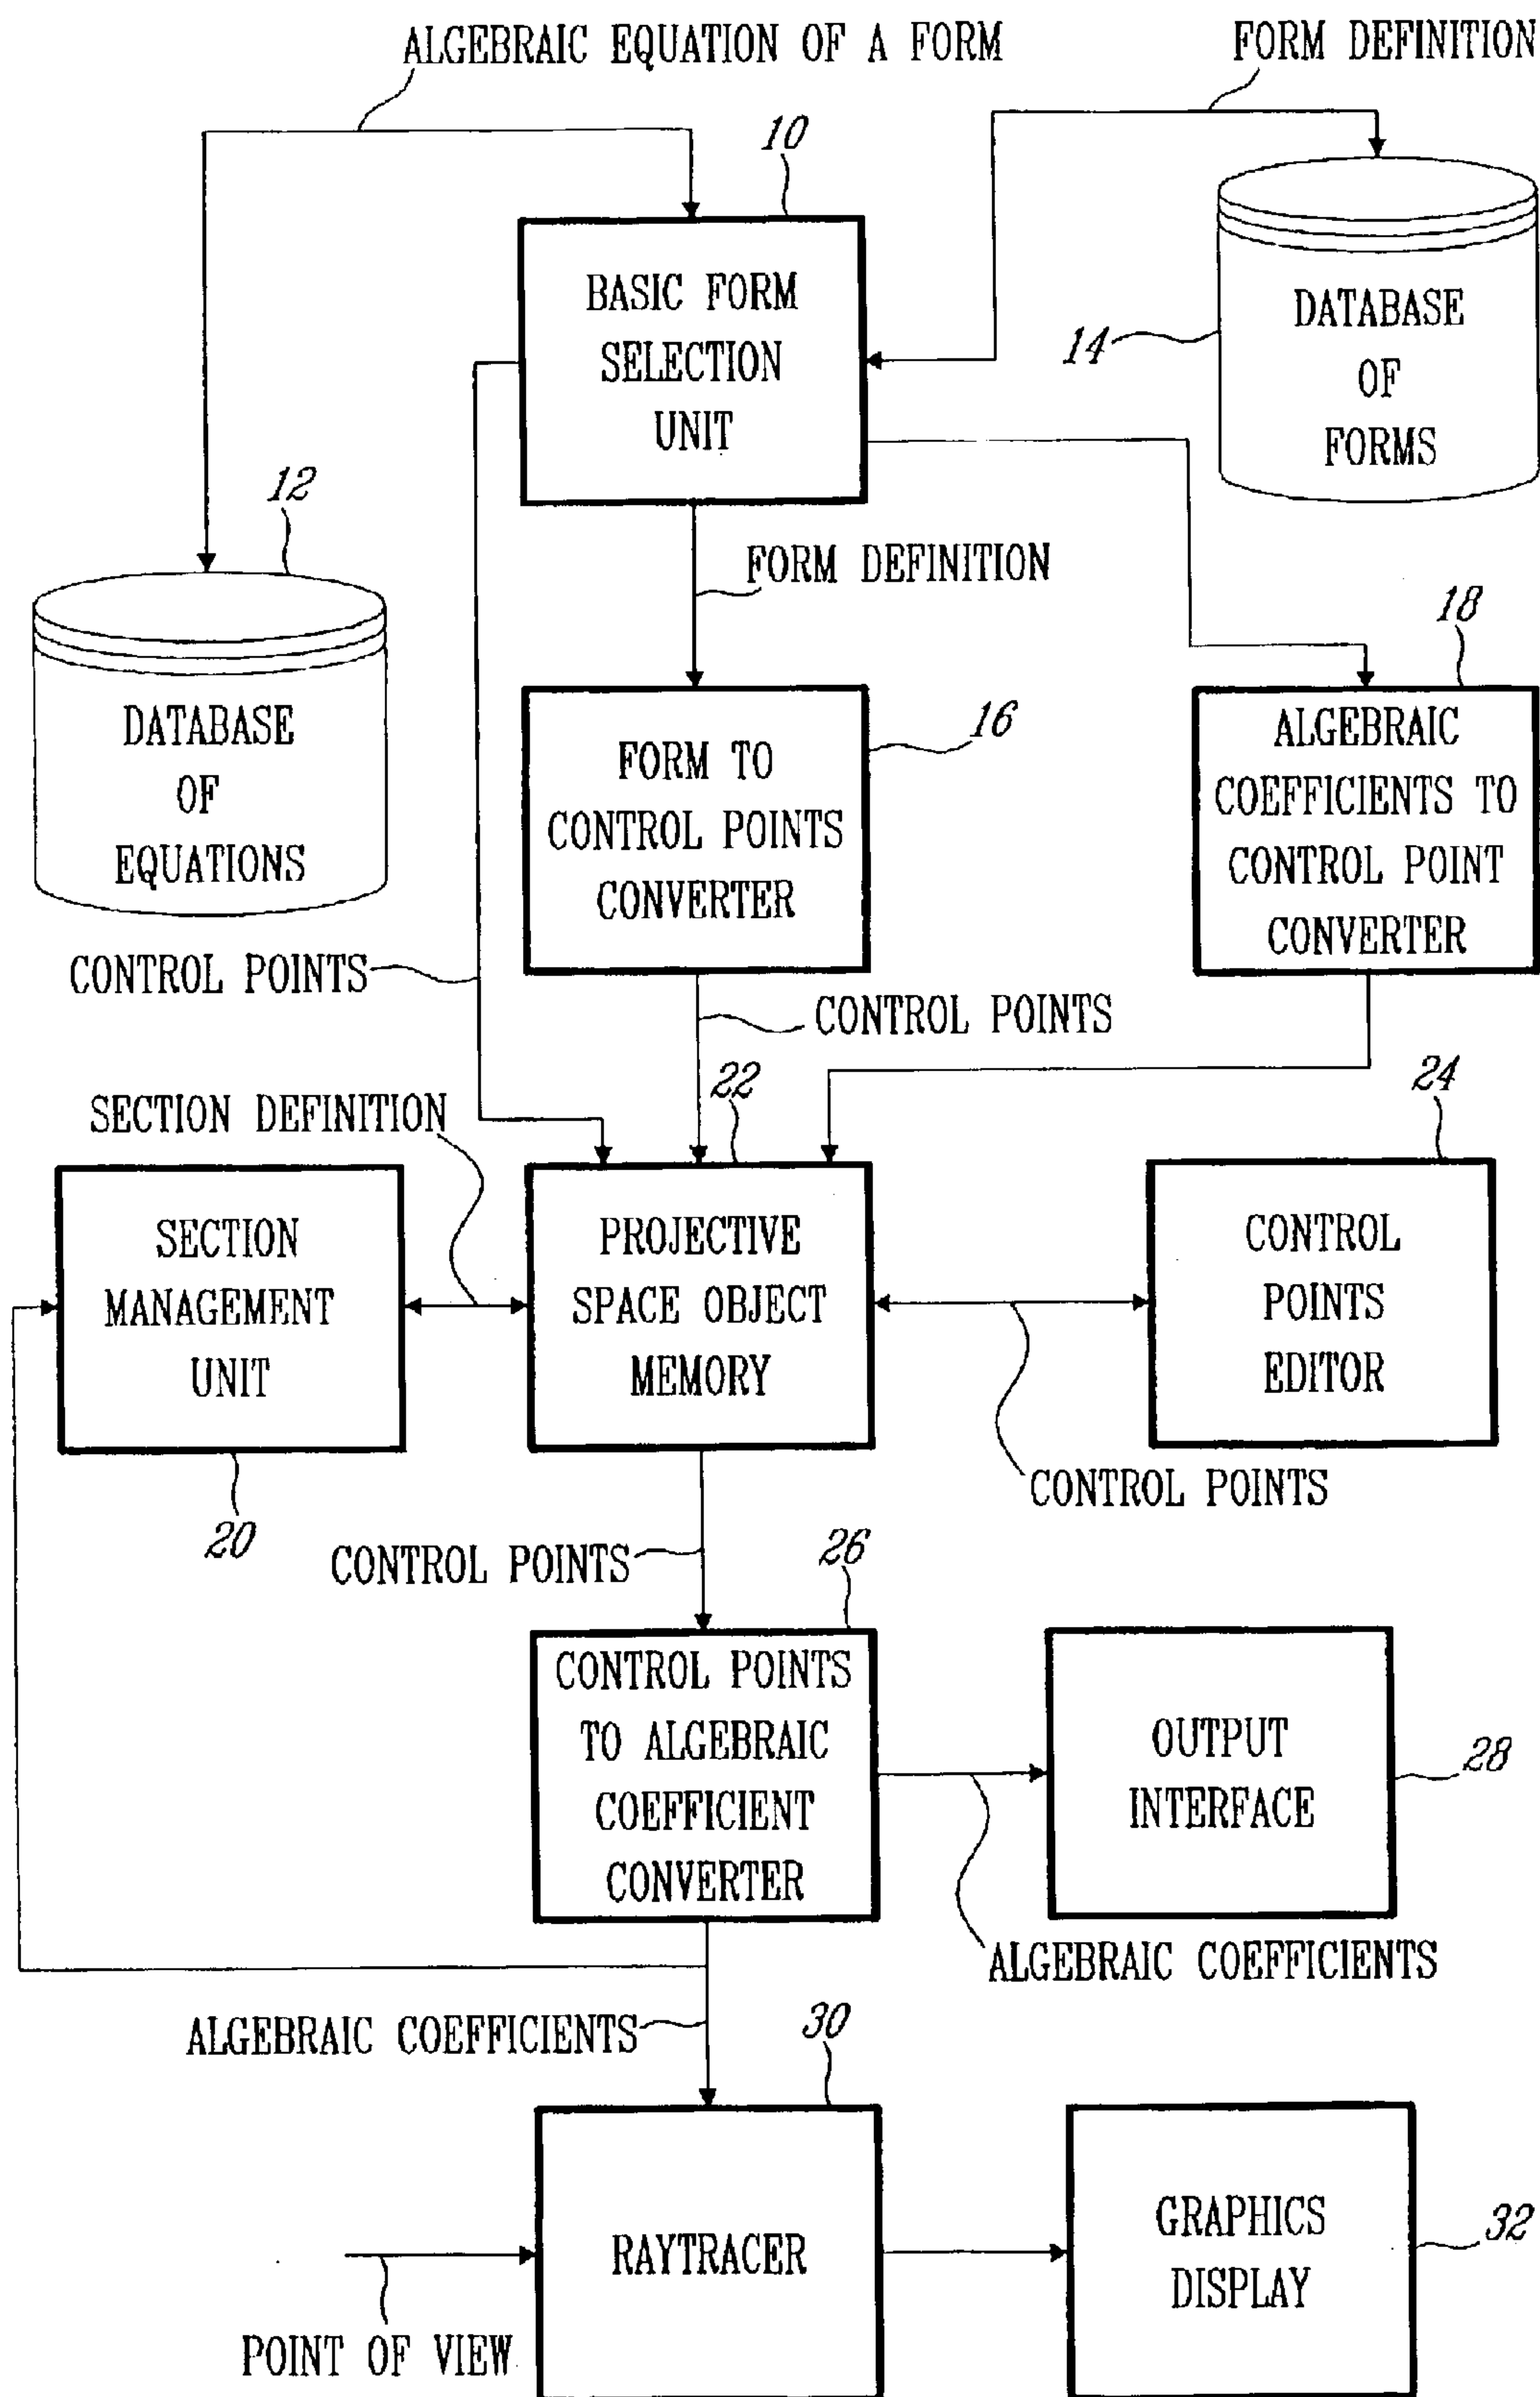 ALGEBRAIC EQUATION OF A FORM
FORM DEFINITION
10
BASIC FORM
SELECTION
UNIT
14
DATABASE
OF
FORMS
12
DATABASE
OF
EQUATIONS
FORM DEFINITION
16
FORM TO
CONTROL POINTS
CONVERTER
18
ALGEBRAIC
COEFFICIENTS TO
CONTROL POINT
CONVERTER
CONTROL POINTS
CONTROL POINTS
SECTION DEFINITION
22
24
SECTION
MANAGEMENT
UNIT
20
PROJECTIVE
SPACE OBJECT
MEMORY
CONTROL
POINTS
EDITOR
CONTROL POINTS
CONTROL POINTS
26
CONTROL POINTS
TO ALGEBRAIC
COEFFICIENT
CONVERTER
OUTPUT
INTERFACE
28
ALGEBRAIC COEFFICIENTS
ALGEBRAIC COEFFICIENTS
30
RAYTRACER
GRAPHICS
DISPLAY
32
POINT OF VIEW